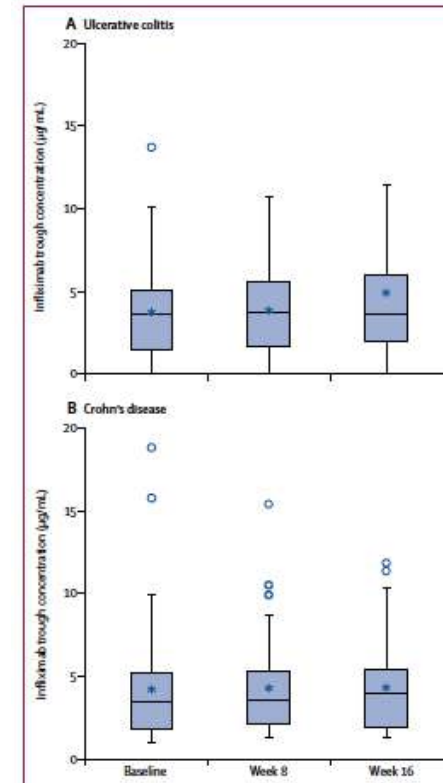 A Ulcerative colitis
20
15
10
5
0
Infliximab trough concentration (µg/mL)
B Crohn's disease
20
15
10
5
0
Infliximab trough concentration (µg/mL)
Baseline
Week 8
Week 16